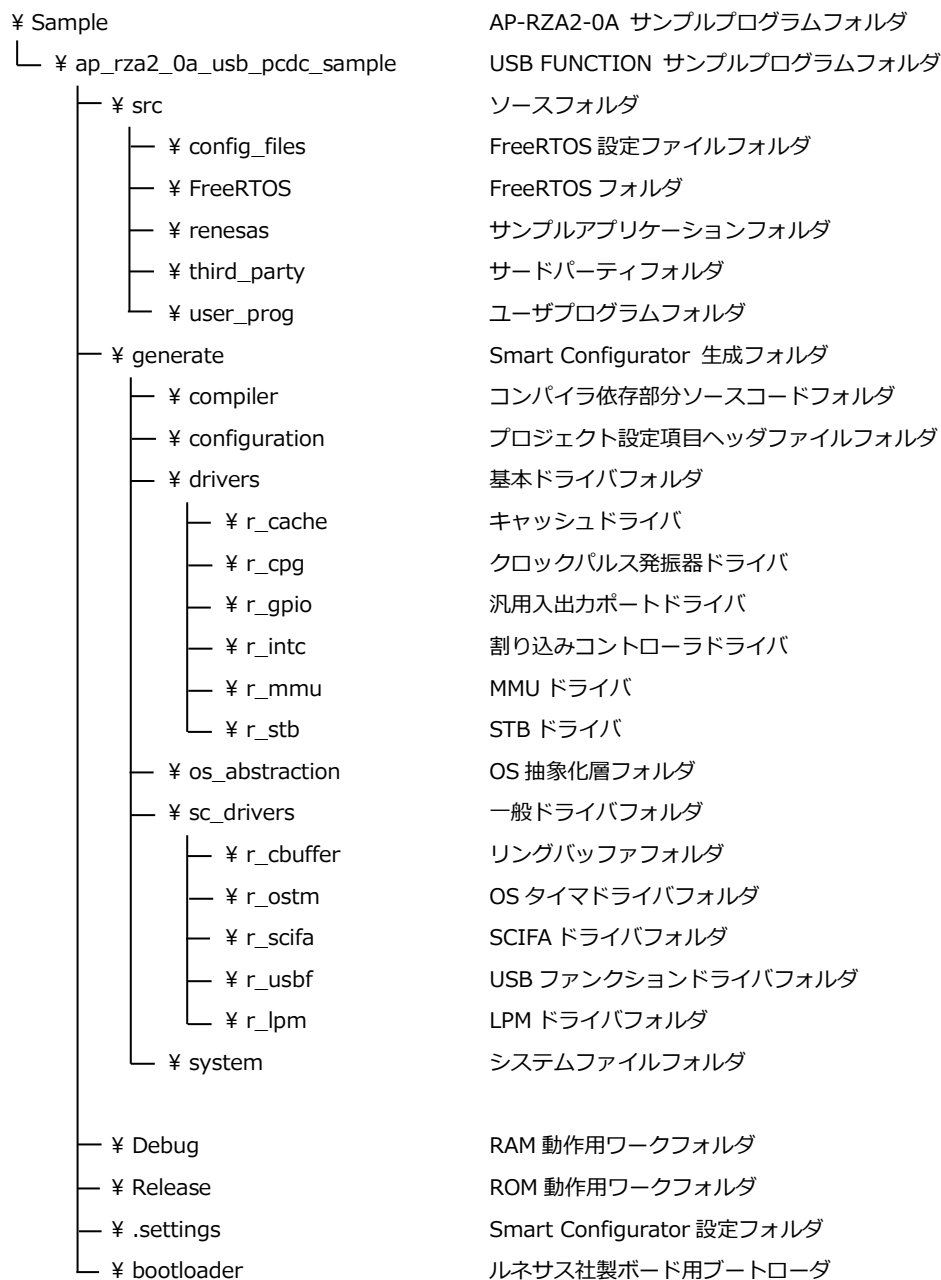 ¥ Sample AP-RZA2-0A サンプルプログラムフォルダ
¥ ap_rza2_0a_usb_pcdc_sample USB FUNCTION サンプルプログラムフォルダ
¥ src ソースフォルダ
¥ config_files FreeRTOS 設定ファイルフォルダ
¥ FreeRTOS FreeRTOS フォルダ
¥ renesas サンプルアプリケーションフォルダ
¥ third_party サードパーティフォルダ
¥ user_prog ユーザプログラムフォルダ
¥ generate Smart Configurator 生成フォルダ
¥ compiler コンパイラ依存部分ソースコードフォルダ
¥ configuration プロジェクト設定項目ヘッダファイルフォルダ
¥ drivers 基本ドライバフォルダ
¥ r_cache キャッシュドライバ
¥ r_cpg クロックパルス発振器ドライバ
¥ r_gpio 汎用入出力ポートドライバ
¥ r_intc 割り込みコントローラドライバ
¥ r_mmu MMU ドライバ
¥ r_stb STB ドライバ
¥ os_abstraction OS 抽象化層フォルダ
¥ sc_drivers 一般ドライバフォルダ
¥ r_cbuffer リングバッファフォルダ
¥ r_ostm OS タイマドライバフォルダ
¥ r_scifa SCIFA ドライバフォルダ
¥ r_usbf USB ファンクションドライバフォルダ
¥ r_lpm LPM ドライバフォルダ
¥ system システムファイルフォルダ
¥ Debug RAM 動作用ワークフォルダ
¥ Release ROM 動作用ワークフォルダ
¥ .settings Smart Configurator 設定フォルダ
¥ bootloader ルネサス社製ボード用ブートローダ